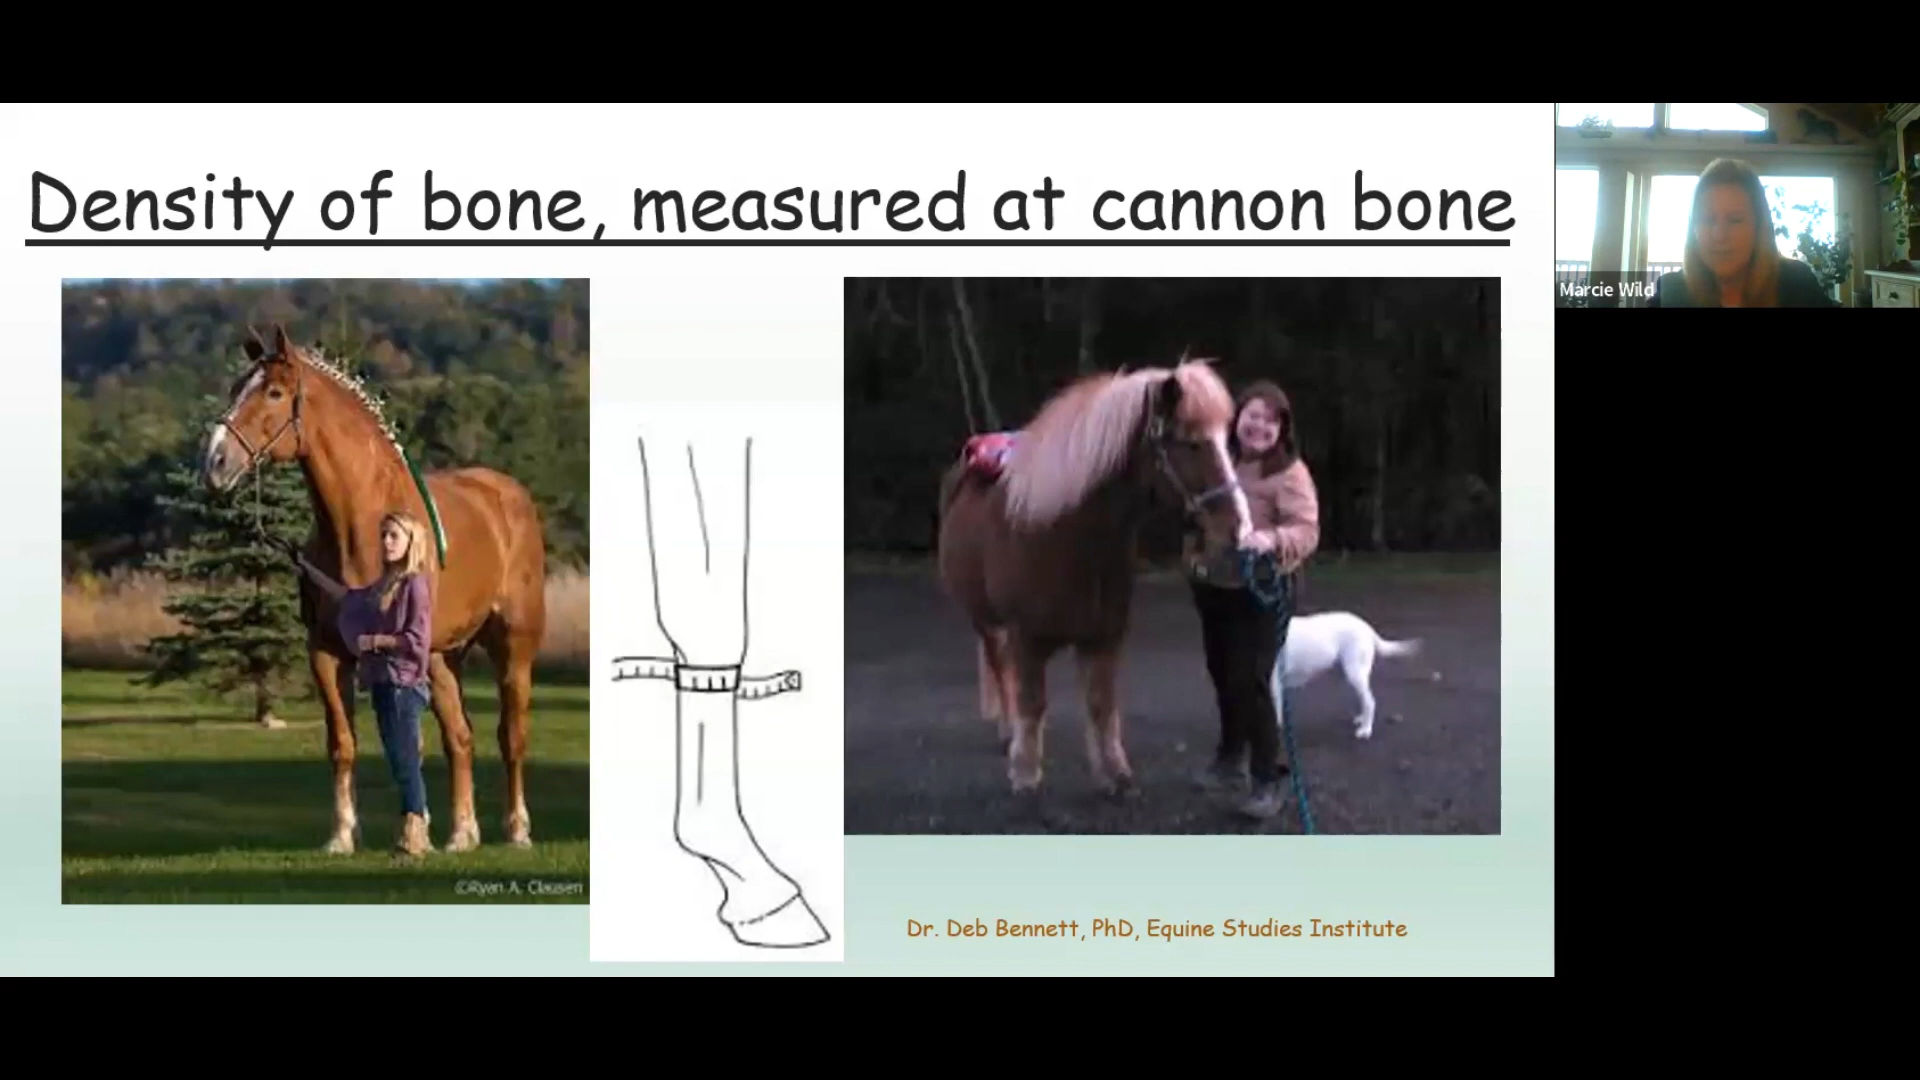 Density of bone, measured at cannon bone
Marcie Wild
©Ryan A. Clausen
Dr. Deb Bennett, PhD, Equine Studies Institute